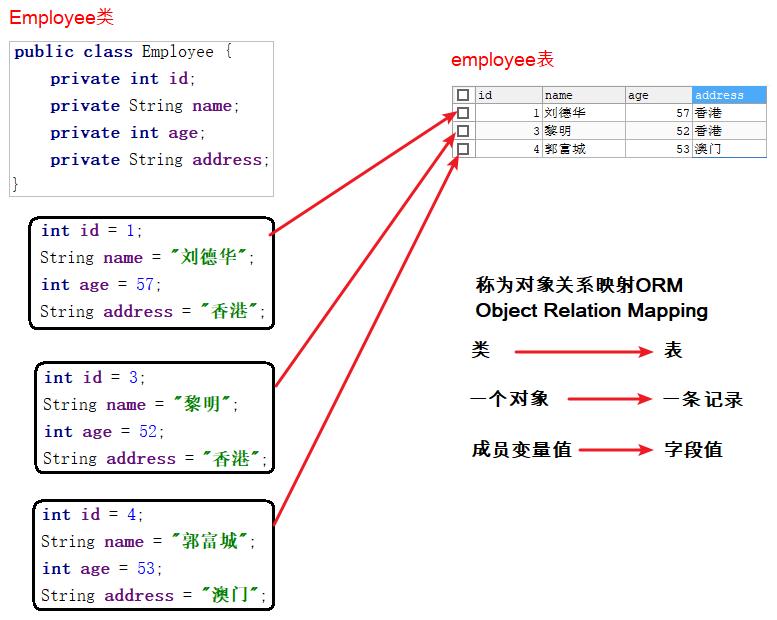 Employee类
public class Employee {
private int id;
private String name;
private int age;
private String address;
}
int id = 1;
String name = "刘德华";
int age = 57;
String address = "香港";
int id = 3;
String name = "黎明";
int age = 52;
String address = "香港";
int id = 4;
String name = "郭富城";
int age = 53;
String address = "澳门";
employee表
id name age address
1 刘德华 57 香港
3 黎明 52 香港
4 郭富城 53 澳门
称为对象关系映射ORM
Object Relation Mapping
类 表
一个对象 一条记录
成员变量值 字段值